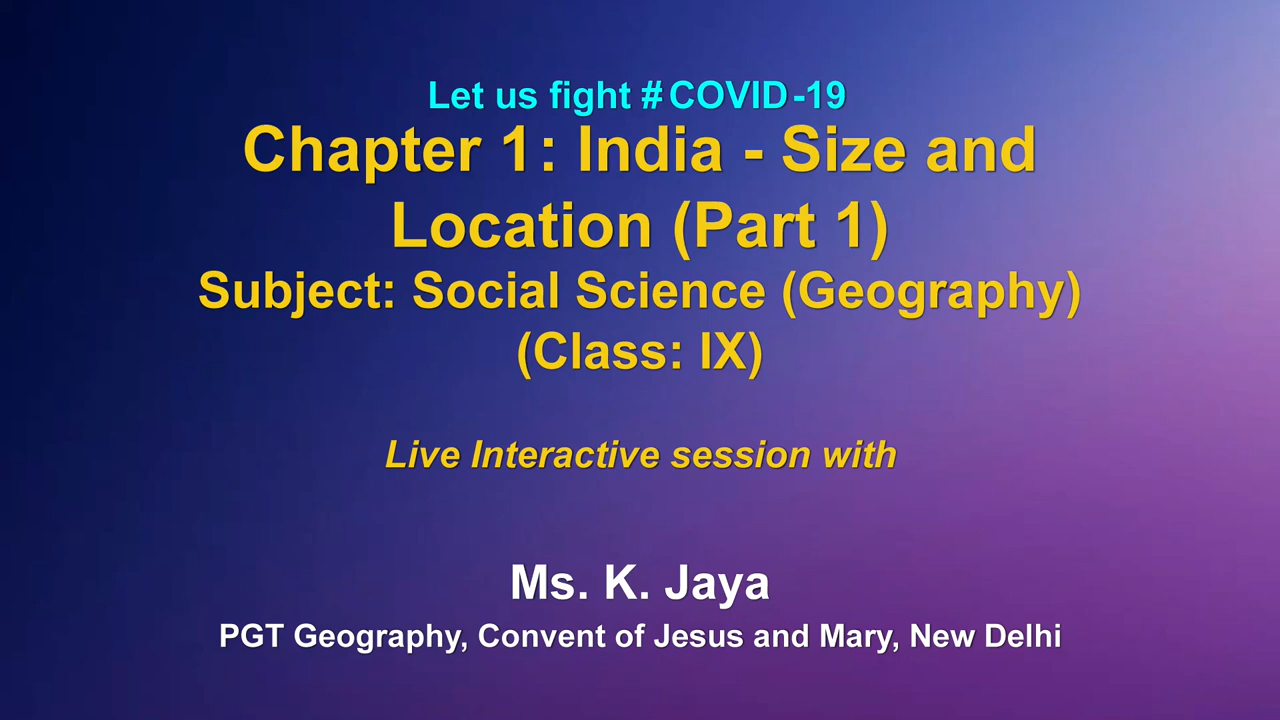 Let us fight #COVID-19
Chapter 1: India - Size and
Location (Part 1)
Subject: Social Science (Geography)
(Class: IX)
Live Interactive session with
Ms. K. Jaya
PGT Geography, Convent of Jesus and Mary, New Delhi